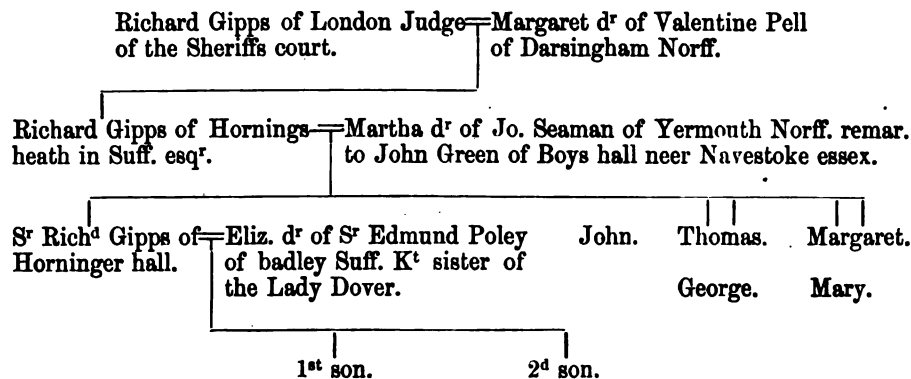 Richard Gipps of London Judge═Margaret dʳ of Valentine Pell
of the Sheriffs court. of Darsingham Norff.
Richard Gipps of Hornings═Martha dʳ of Jo. Seaman of Yermouth Norff. remar.
heath in Suff. esqʳ. to John Green of Boys hall neer Navestoke essex.
Sʳ Richᵈ Gipps of═Eliz. dʳ of Sʳ Edmund Poley John. Thomas. Margaret.
Horninger hall. of badley Suff. Kᵗ sister of
the Lady Dover. George. Mary.
1ˢᵗ son. 2ᵈ son.